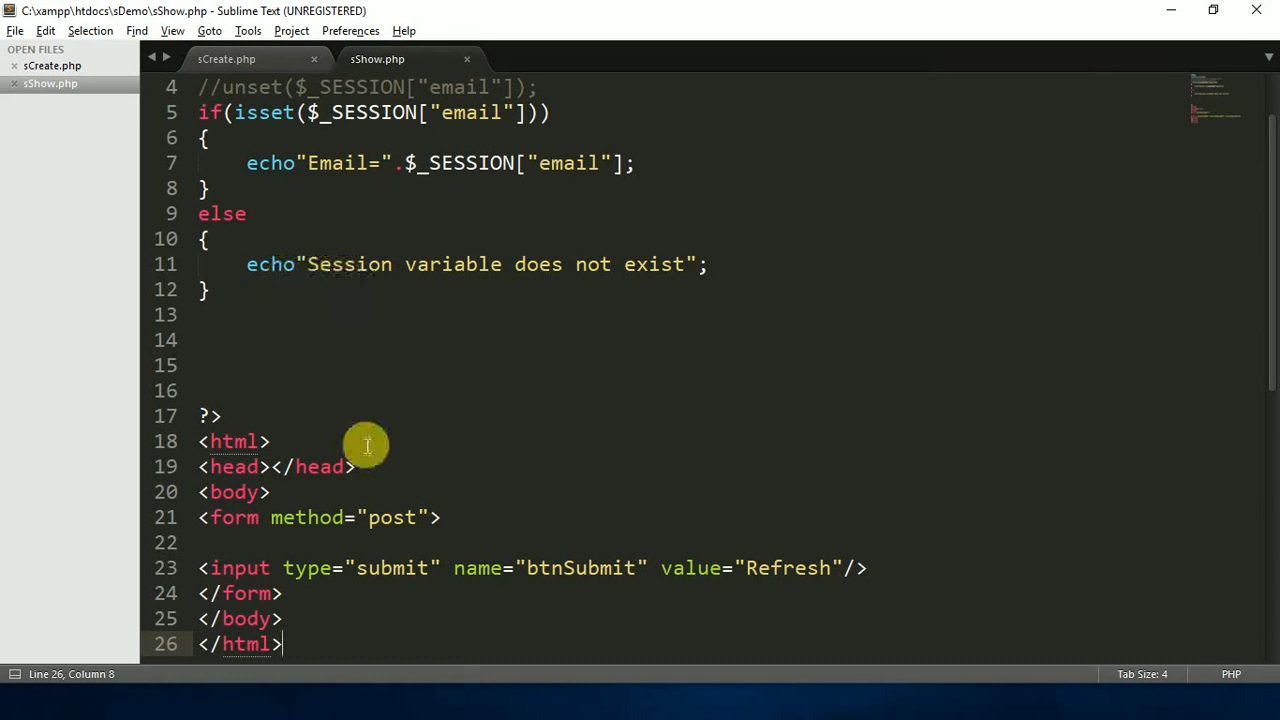 C:\xampp\htdocs\sDemo\sShow.php - Sublime Text (UNREGISTERED)
File Edit Selection Find View Goto Tools Project Preferences Help
OPEN FILES
sCreate.php
sShow.php
sCreate.php sShow.php
4 //unset($_SESSION["email"]);
5 if(isset($_SESSION["email"]))
6 {
7 echo"Email=".$_SESSION["email"];
8 }
9 else
10 {
11 echo"Session variable does not exist";
12 }
13
14
15
16
17 ?>
18 <html>
19 <head></head>
20 <body>
21 <form method="post">
22
23 <input type="submit" name="btnSubmit" value="Refresh"/>
24 </form>
25 </body>
26 </html>
Line 26, Column 8 Tab Size: 4 PHP